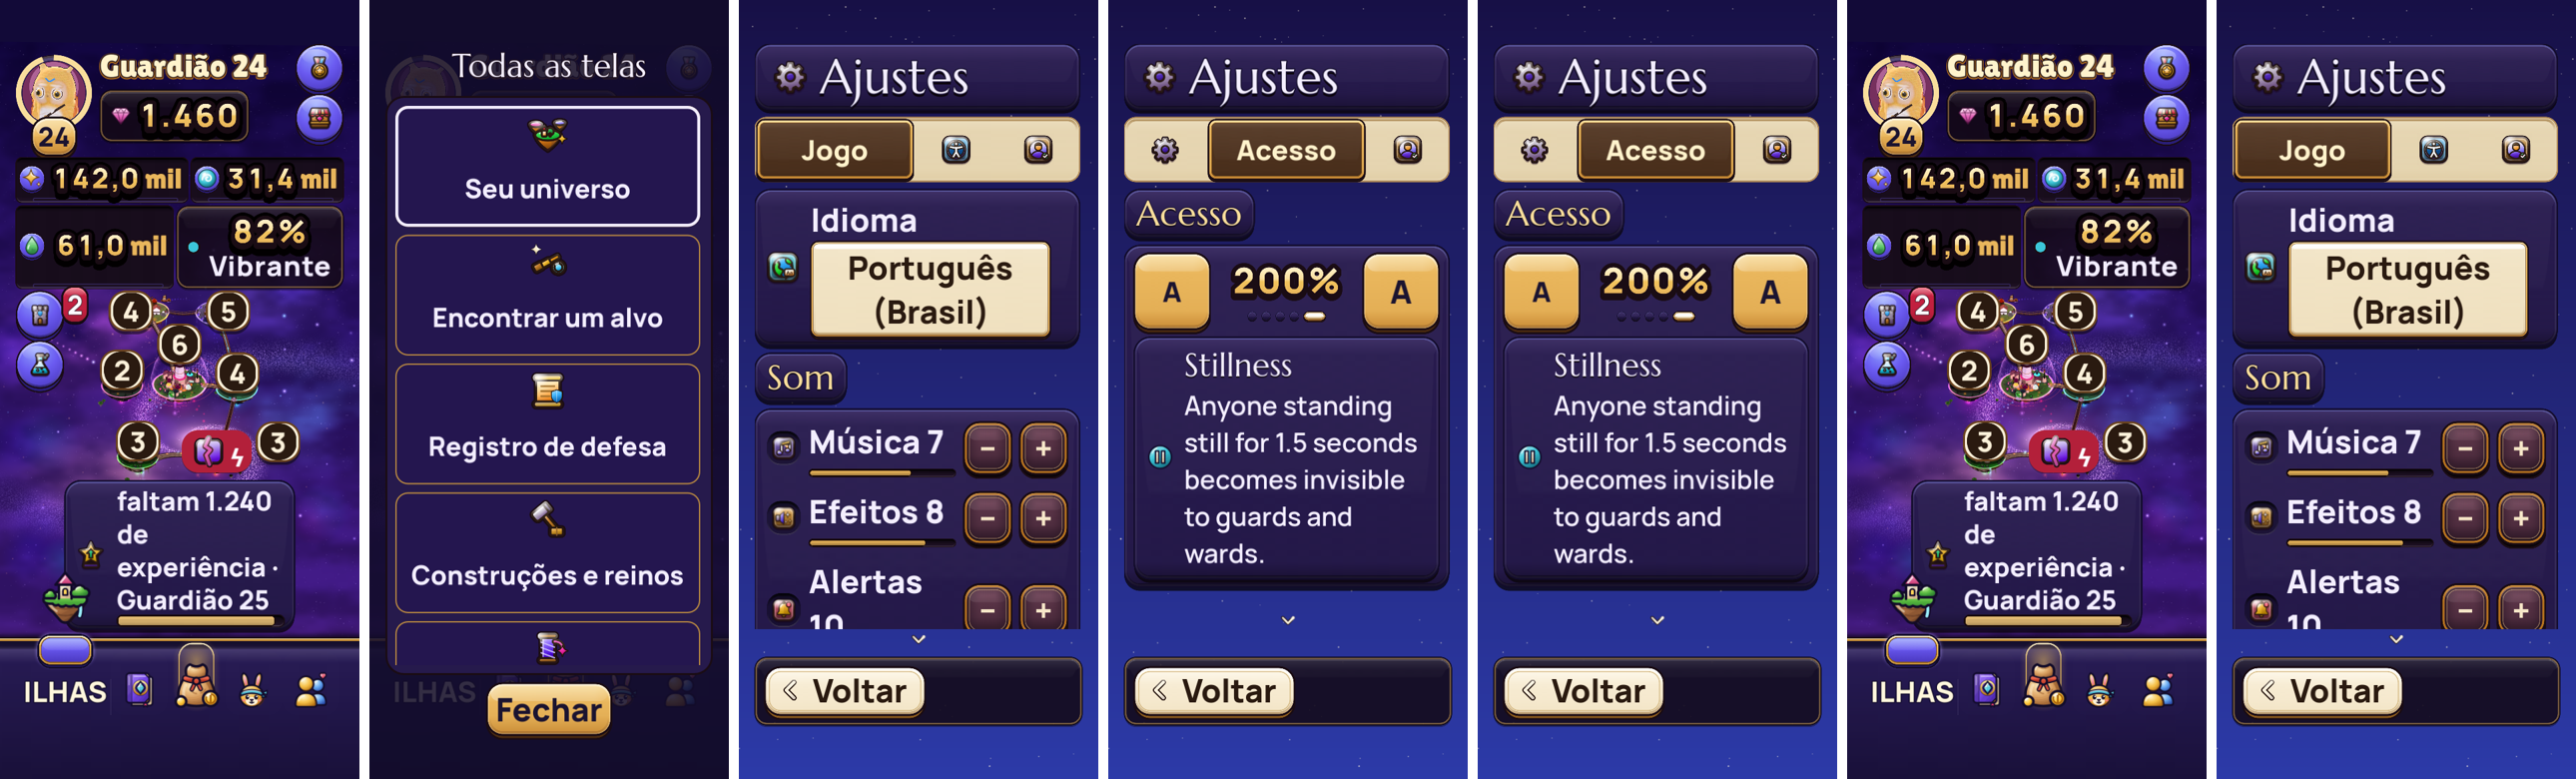 Guardião 24
1.460
24
142,0 mil
31,4 mil
61,0 mil
82%
Vibrante
2
4
5
6
2
4
3
4
3
faltam 1.240
de
experiência ·
Guardião 25
ILHAS
Todas as telas
Seu universo
Encontrar um alvo
Registro de defesa
Construções e reinos
ILHAS
Fechar
Ajustes
Jogo
Idioma
Português
(Brasil)
Som
Música 7
− +
Efeitos 8
− +
Alertas
10
− +
Voltar
Ajustes
Acesso
Acesso
A
200%
A
Stillness
Anyone standing
still for 1.5 seconds
becomes invisible
to guards and
wards.
Voltar
Ajustes
Acesso
Acesso
A
200%
A
Stillness
Anyone standing
still for 1.5 seconds
becomes invisible
to guards and
wards.
Voltar
Guardião 24
1.460
24
142,0 mil
31,4 mil
61,0 mil
82%
Vibrante
2
4
5
6
2
4
3
4
3
faltam 1.240
de
experiência ·
Guardião 25
ILHAS
Ajustes
Jogo
Idioma
Português
(Brasil)
Som
Música 7
− +
Efeitos 8
− +
Alertas
10
− +
Voltar